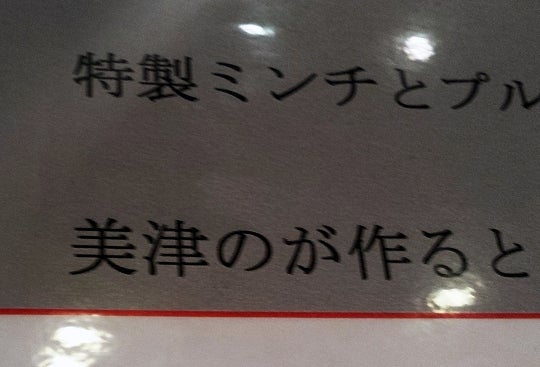 特製ミンチとプル
美津のが作ると